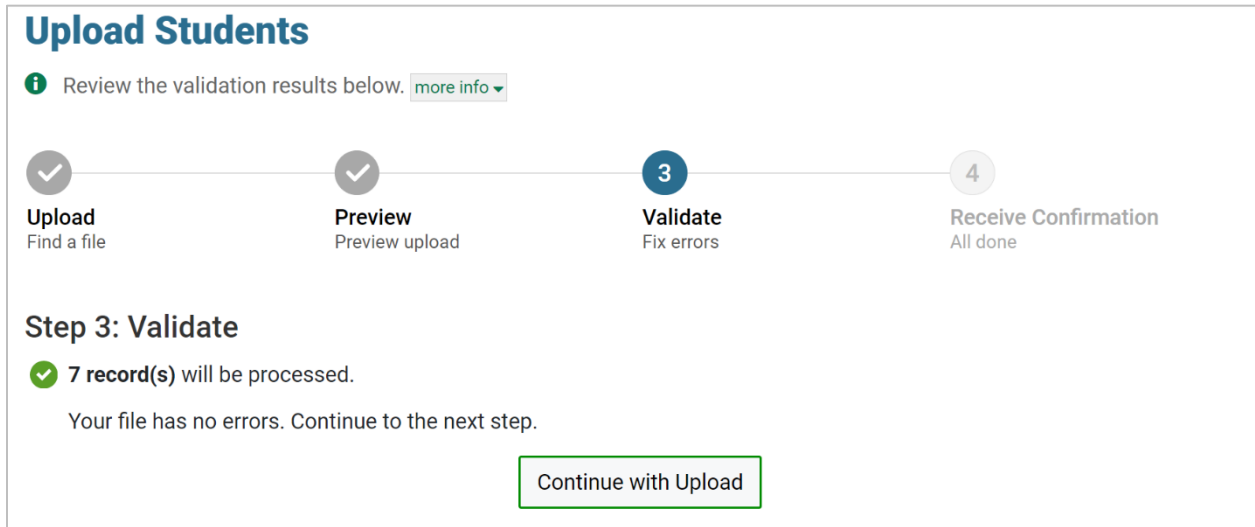 Upload Students
Review the validation results below. more info
3
4
Upload
Preview
Validate
Receive Confirmation
Find a file
Preview upload
Fix errors
All done
Step 3: Validate
7 record(s) will be processed.
Your file has no errors. Continue to the next step.
Continue with Upload